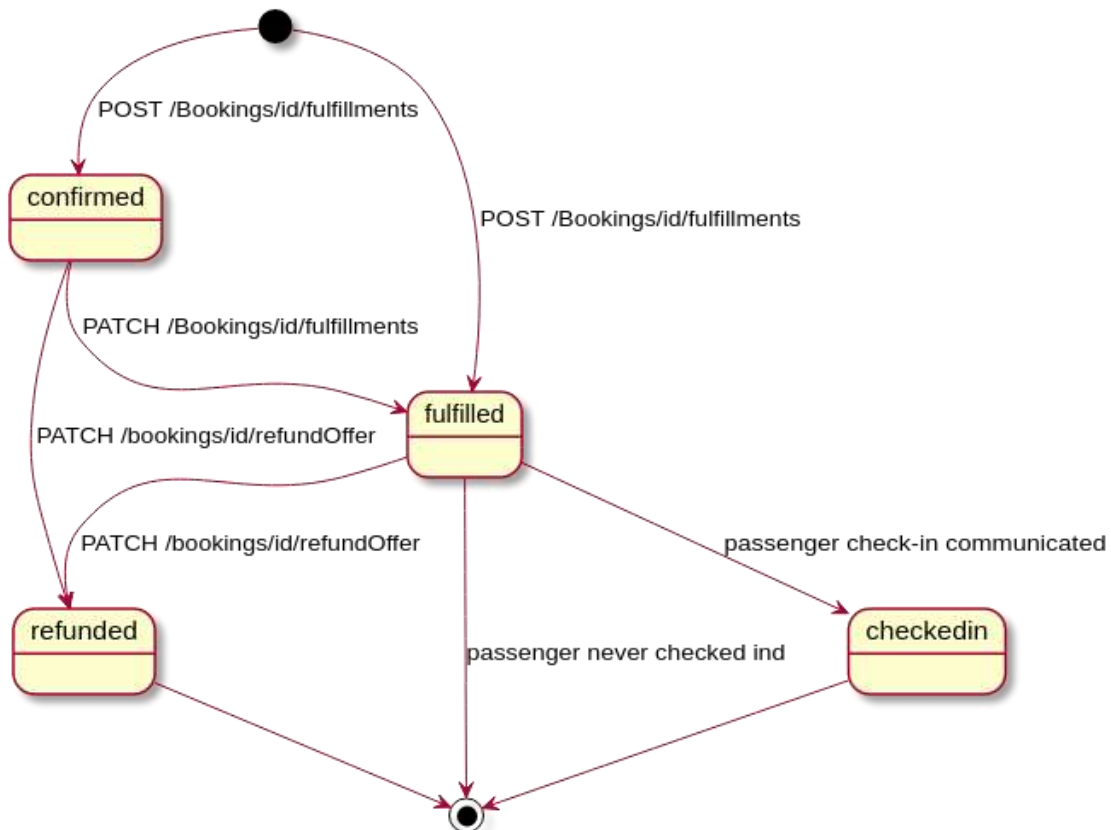 POST /Bookings/id/fulfillments
confirmed
POST /Bookings/id/fulfillments
PATCH /Bookings/id/fulfillments
fulfilled
PATCH /bookings/id/refundOffer
PATCH /bookings/id/refundOffer
passenger check-in communicated
refunded
checkedin
passenger never checked ind